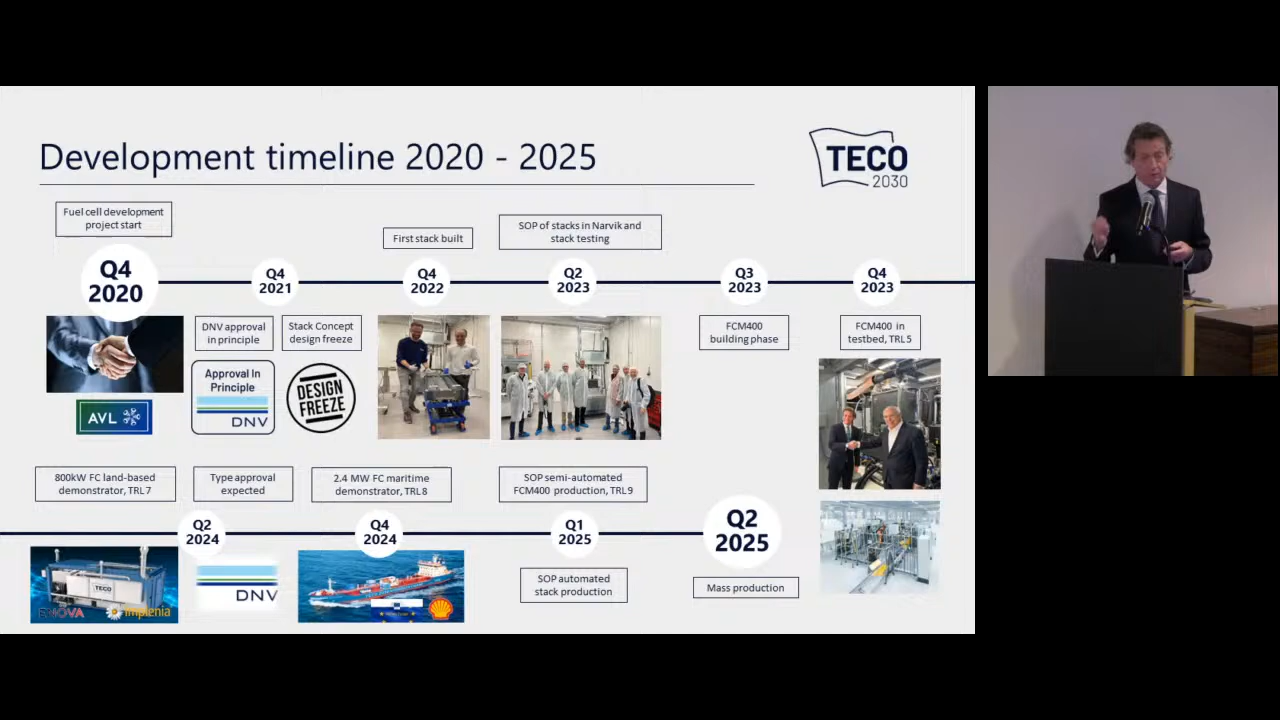 Development timeline 2020 - 2025
TECO
2030
Fuel cell development
project start
First stack built
SOP of stacks in Narvik and
stack testing
Q4
2020
Q4
2021
Q4
2022
Q2
2023
Q3
2023
Q4
2023
DNV approval
in principle
Stack Concept
design freeze
FCM400
building phase
FCM400 in
testbed, TRL5
AVL
Approval In
Principle
DNV
DESIGN
FREEZE
800kW FC land-based
demonstrator, TRL7
Type approval
expected
2.4 MW FC maritime
demonstrator, TRL8
SOP semi-automated
FCM400 production, TRL9
Q2
2024
Q4
2024
Q1
2025
Q2
2025
TECO
ENOVA
implenia
DNV
SOP automated
stack production
Mass production